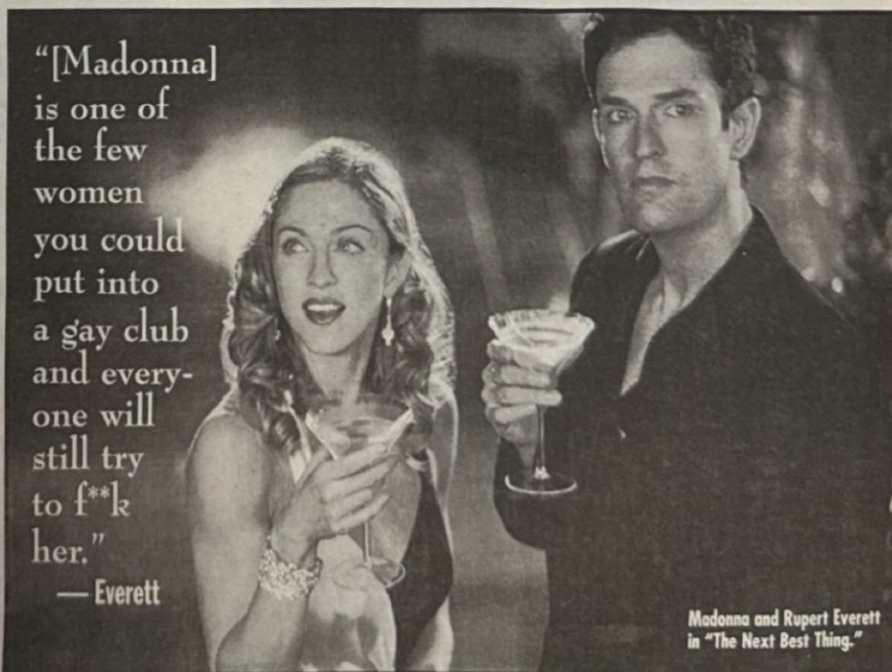 “[Madonna]
is one of
the few
women
you could
put into
a gay club
and every-
one will
still try
to f**k
her.”
— Everett
Madonna and Rupert Everett
in “The Next Best Thing.”